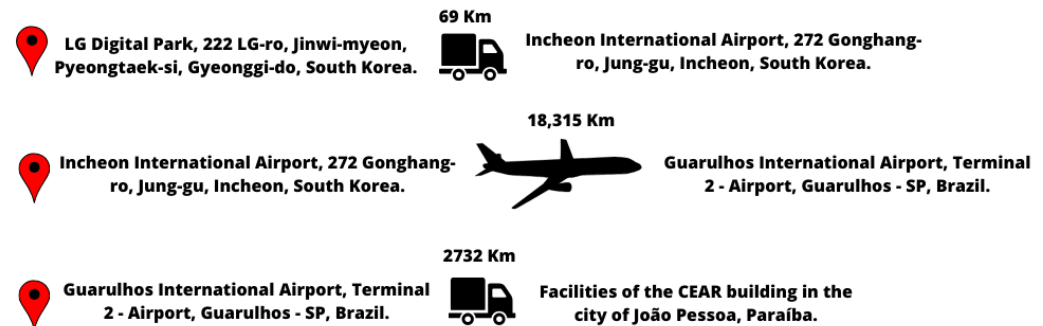 69 Km
LG Digital Park, 222 LG-ro, Jinwi-myeon,
Pyeongtaek-si, Gyeonggi-do, South Korea.
Incheon International Airport, 272 Gonghang-
ro, Jung-gu, Incheon, South Korea.
18,315 Km
Incheon International Airport, 272 Gonghang-
ro, Jung-gu, Incheon, South Korea.
Guarulhos International Airport, Terminal
2 - Airport, Guarulhos - SP, Brazil.
2732 Km
Guarulhos International Airport, Terminal
2 - Airport, Guarulhos - SP, Brazil.
Facilities of the CEAR building in the
city of João Pessoa, Paraíba.